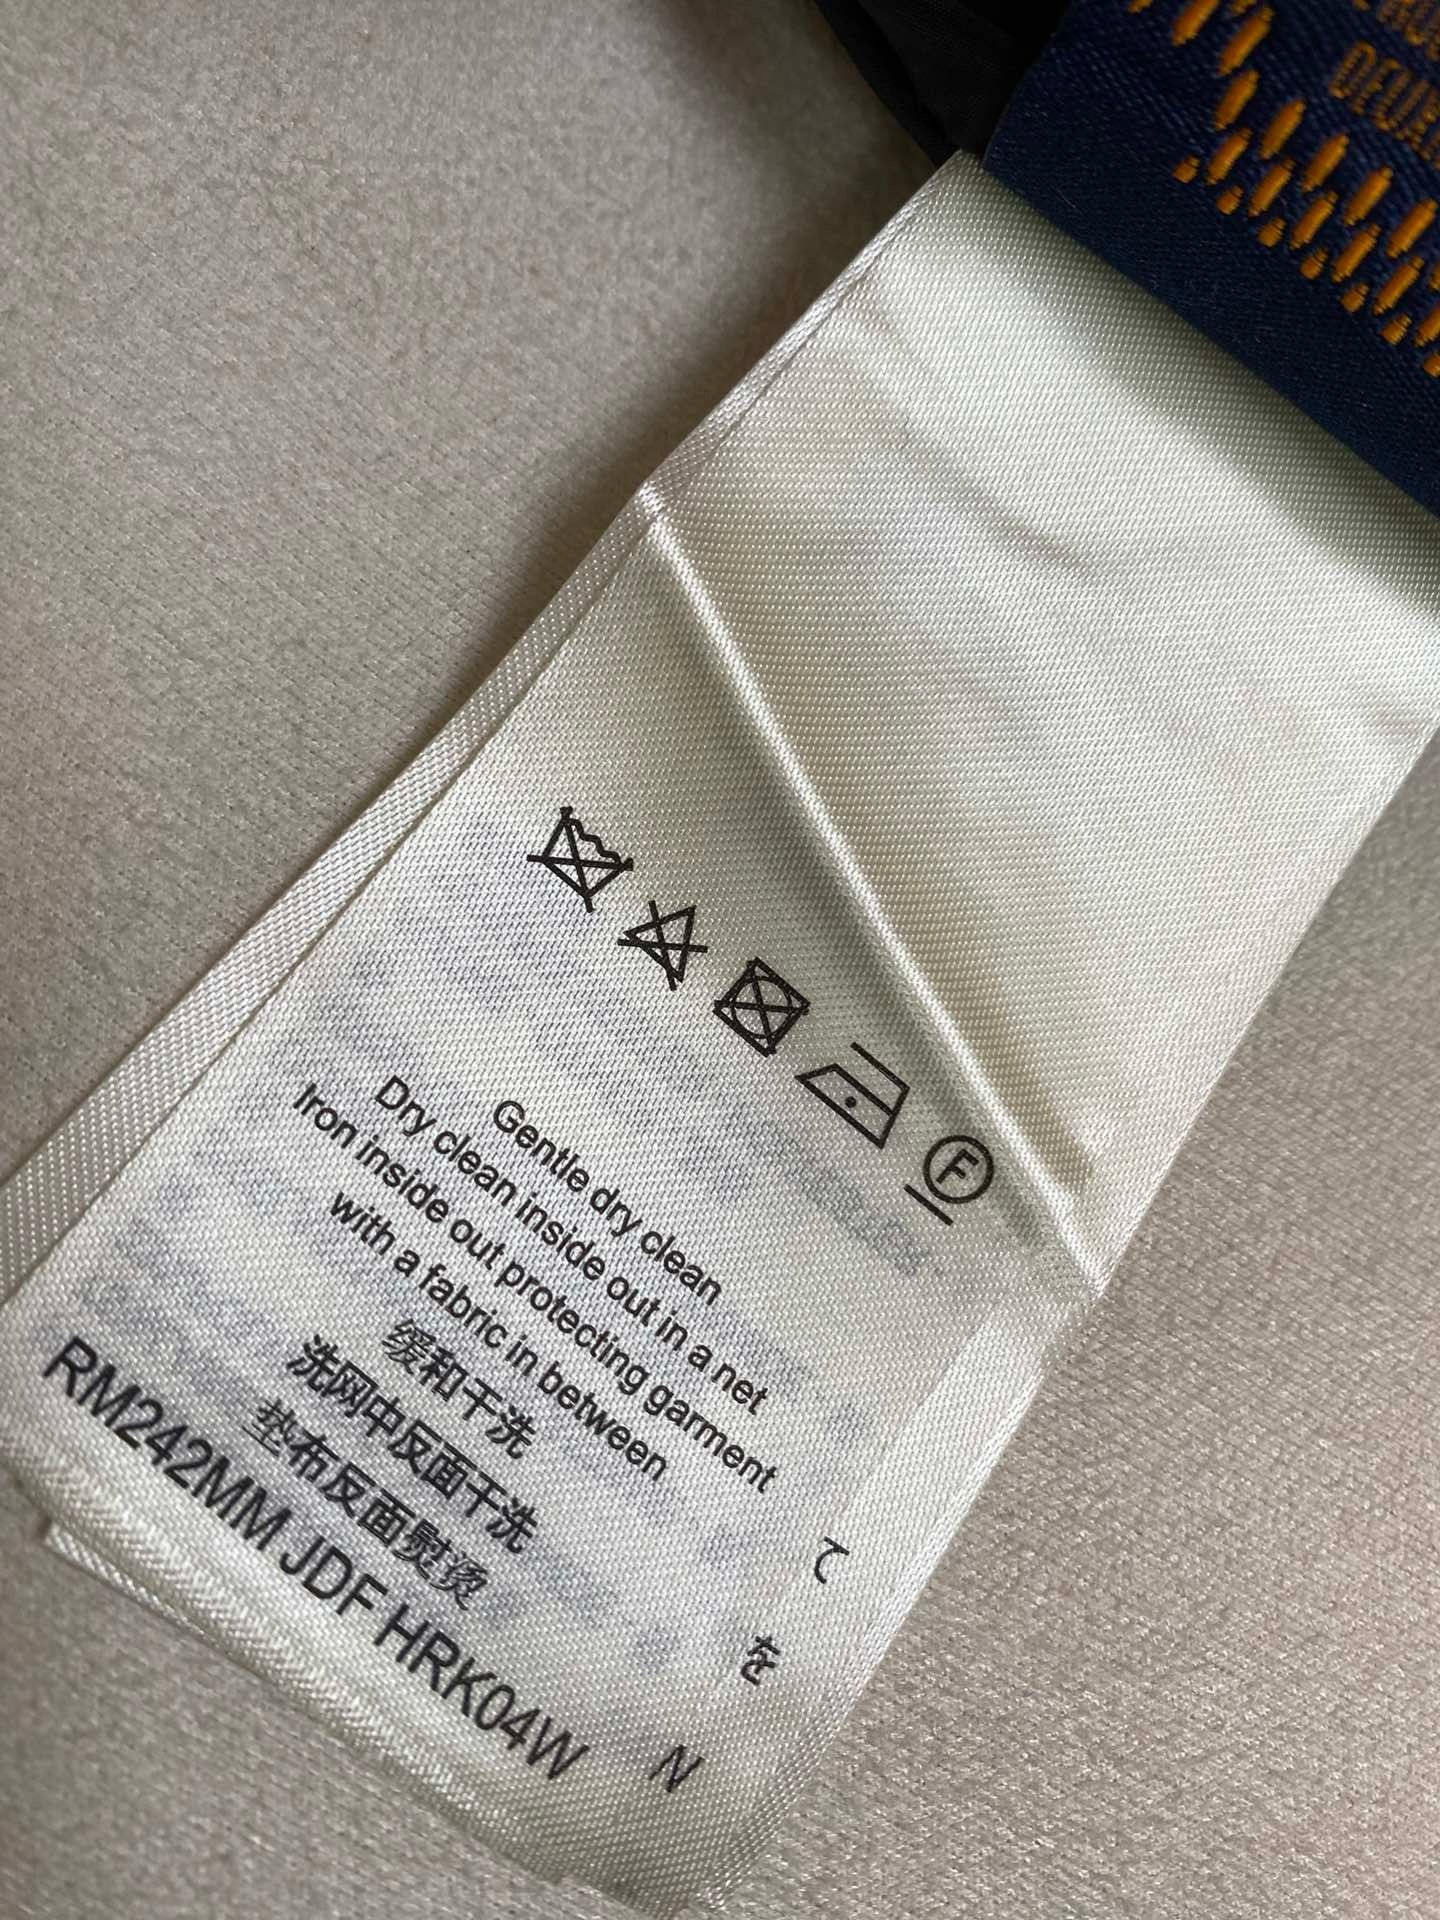 F
Gentle dry clean
Dry clean inside out in a net
Iron inside out protecting garment
with a fabric in between
缓和干洗
洗网中反面干洗
垫布反面熨烫
RM242MM JDF HRK04W
て
を
N